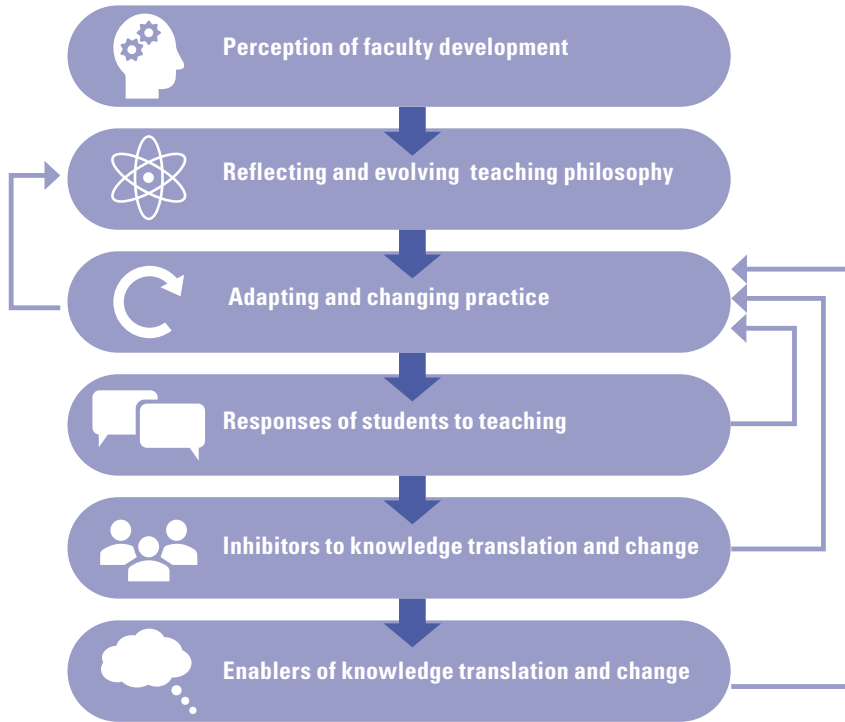 Perception of faculty development
Reflecting and evolving teaching philosophy
Adapting and changing practice
Responses of students to teaching
Inhibitors to knowledge translation and change
Enablers of knowledge translation and change